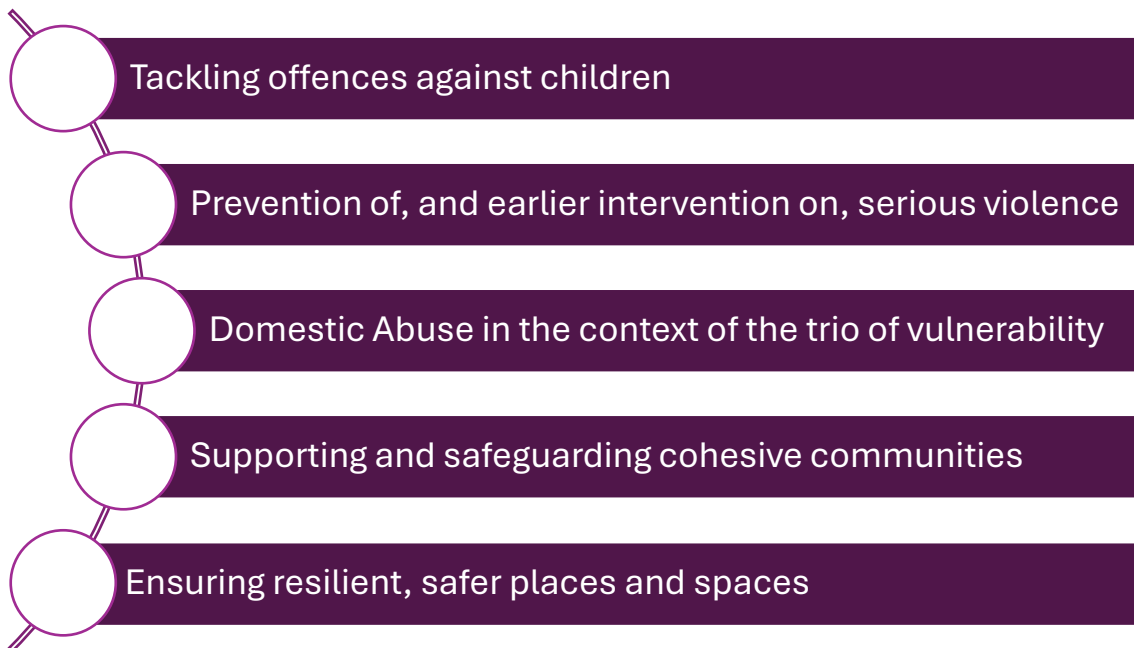 Tackling offences against children
Prevention of, and earlier intervention on, serious violence
Domestic Abuse in the context of the trio of vulnerability
Supporting and safeguarding cohesive communities
Ensuring resilient, safer places and spaces